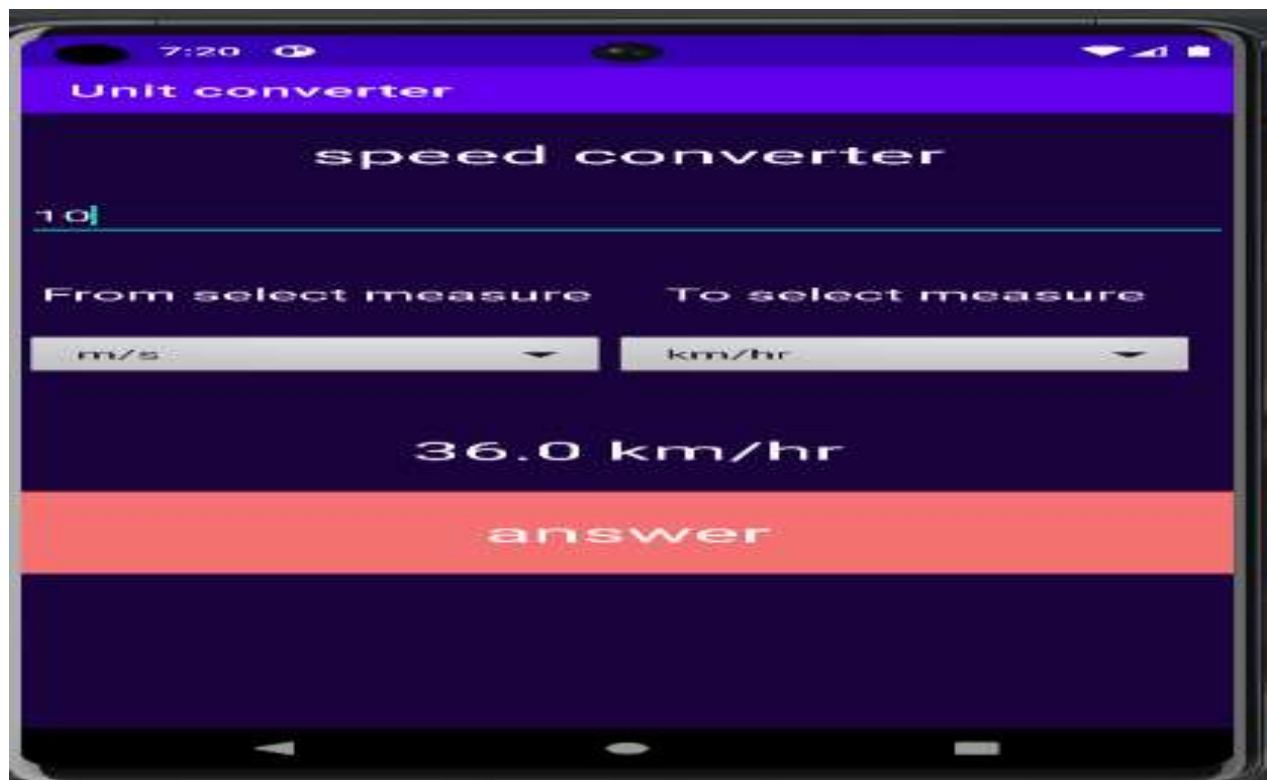 7:20
Unit converter
speed converter
10
From select measure To select measure
m/s km/hr
36.0 km/hr
answer